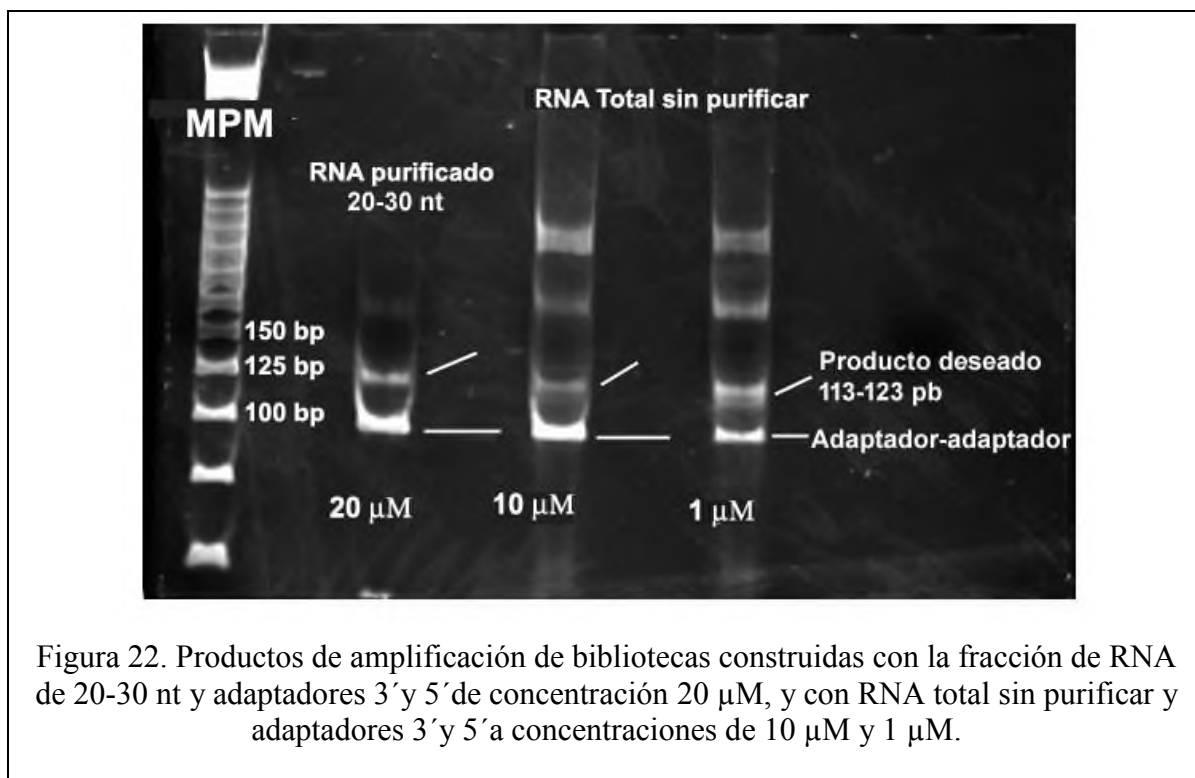 RNA Total sin purificar
MPM
RNA purificado
20-30 nt
150 bp
125 bp
100 bp
Producto deseado
113-123 pb
Adaptador-adaptador
20 µM
10 µM
1 µM
Figura 22. Productos de amplificación de bibliotecas construidas con la fracción de RNA
de 20-30 nt y adaptadores 3´y 5´de concentración 20 µM, y con RNA total sin purificar y
adaptadores 3´y 5´a concentraciones de 10 µM y 1 µM.